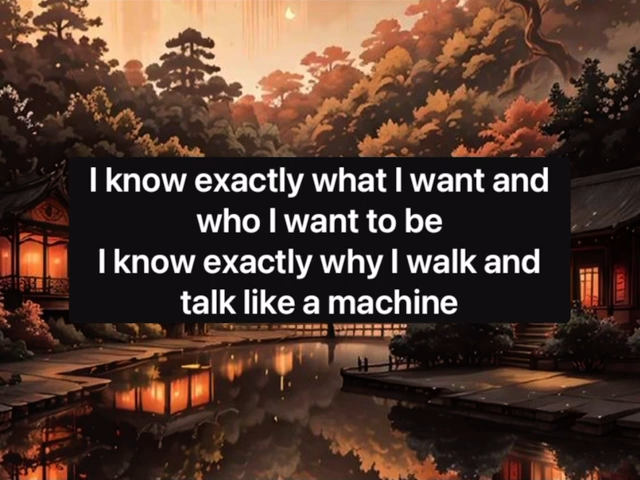 I know exactly what I want and
who I want to be
I know exactly why I walk and
talk like a machine